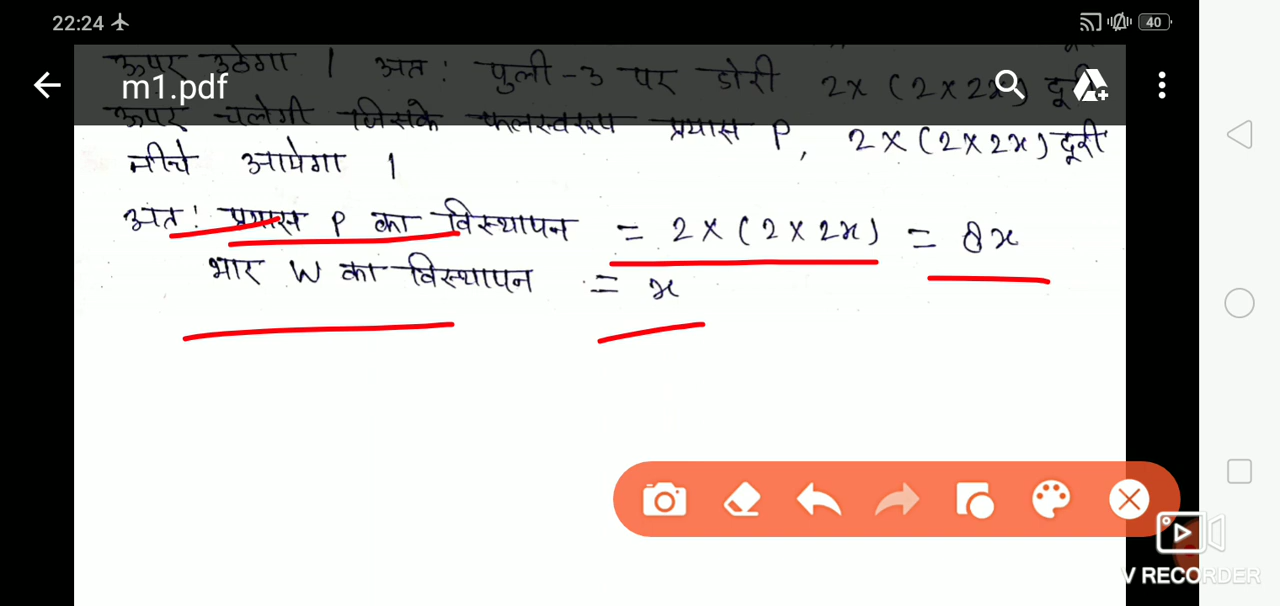 22:24
40
ऊपर उठेगा । अत: पुली-3 पर डोरी 2x (2x2x) दूरी
m1.pdf
ऊपर चलेगी जिसके फलस्वरूप प्रयास P, 2x(2x2x) दूरी
नीचे आयेगा ।
अत: प्रयास P का विस्थापन = 2x(2x2x) = 8x
भार W का विस्थापन = x
V RECORDER